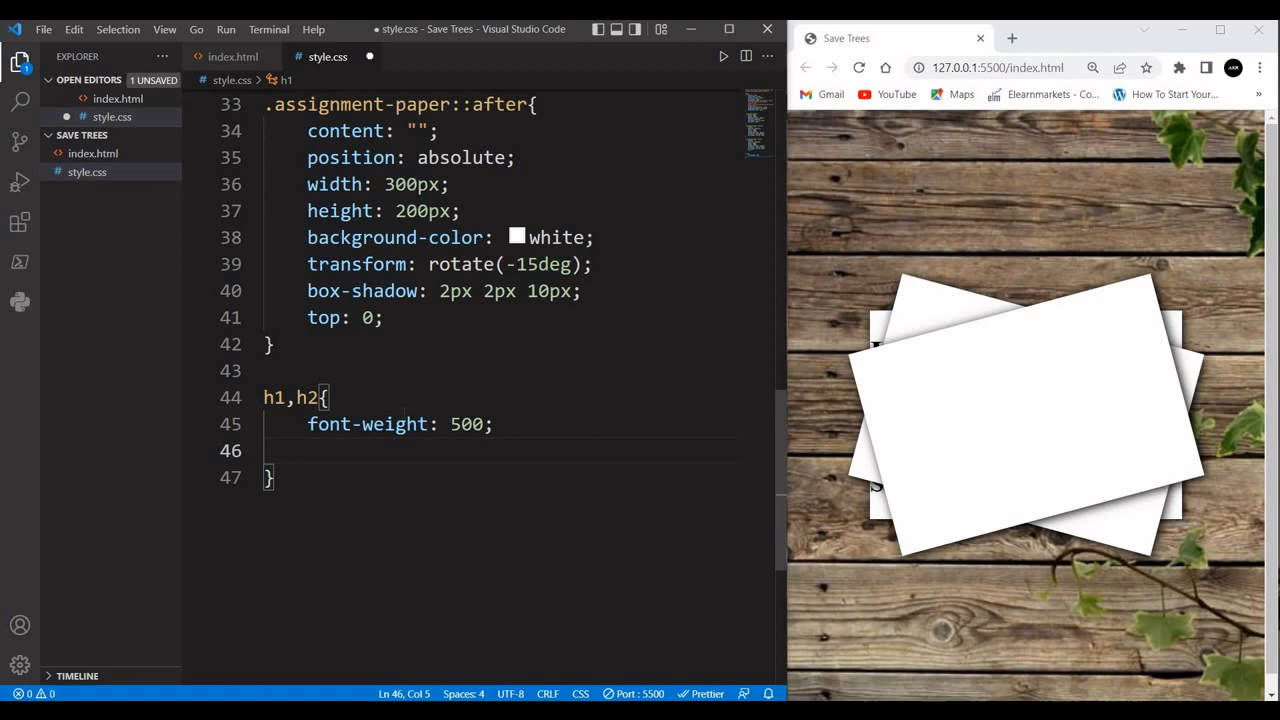 File Edit Selection View Go Run Terminal Help
style.css - Save Trees - Visual Studio Code
EXPLORER
OPEN EDITORS 1 UNSAVED
index.html
style.css
SAVE TREES
index.html
style.css
TIMELINE
index.html style.css
style.css > h1
33 .assignment-paper::after{
34 content: "";
35 position: absolute;
36 width: 300px;
37 height: 200px;
38 background-color: white;
39 transform: rotate(-15deg);
40 box-shadow: 2px 2px 10px;
41 top: 0;
42 }
43
44 h1,h2{
45 font-weight: 500;
46
47 }
0 0 Ln 46, Col 5 Spaces: 4 UTF-8 CRLF CSS Port : 5500 Prettier
Save Trees
127.0.0.1:5500/index.html
Gmail YouTube Maps Elearnmarkets - Co... How To Start Your...